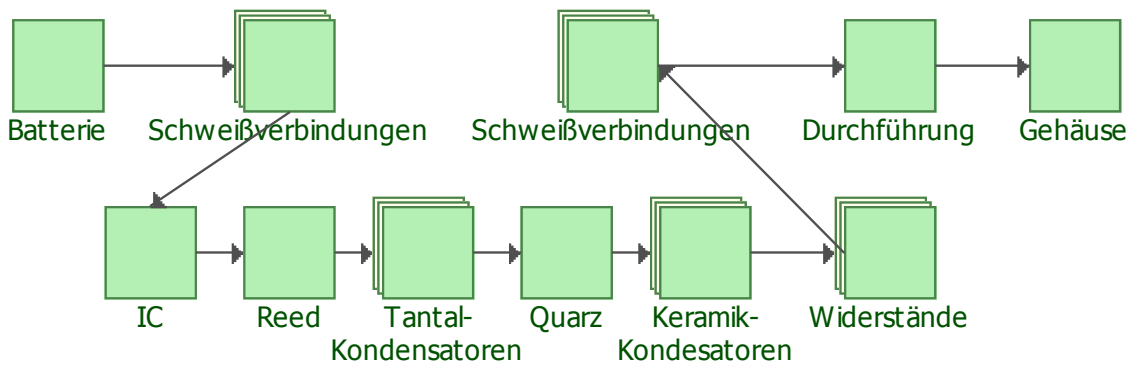 Batterie
Schweißverbindungen
Schweißverbindungen
Durchführung
Gehäuse
IC
Reed
Tantal-
Kondensatoren
Quarz
Keramik-
Kondesatoren
Widerstände